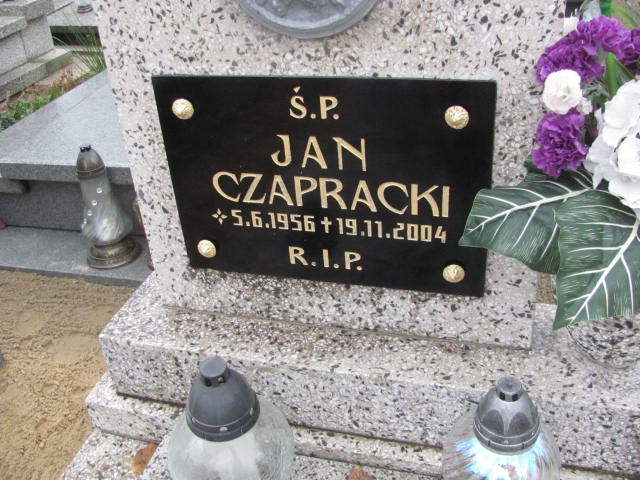 Ś.P.
JAN
CZAPRACKI
✧5.6.1956 ✝ 19.11.2004
R.I.P.